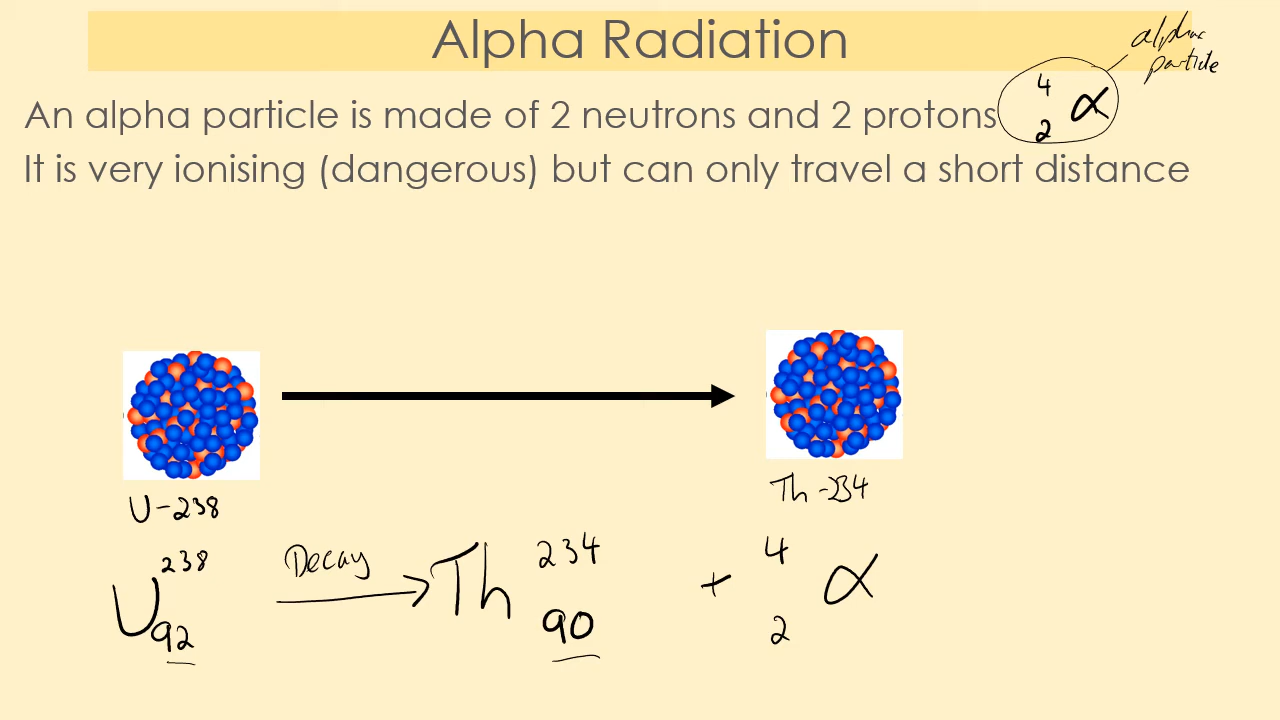 Alpha Radiation
alpha
particle
An alpha particle is made of 2 neutrons and 2 protons
4
2 α
It is very ionising (dangerous) but can only travel a short distance
U-238
Th-234
U 238 92
Decay
Th 234 90
+ 4 2 α